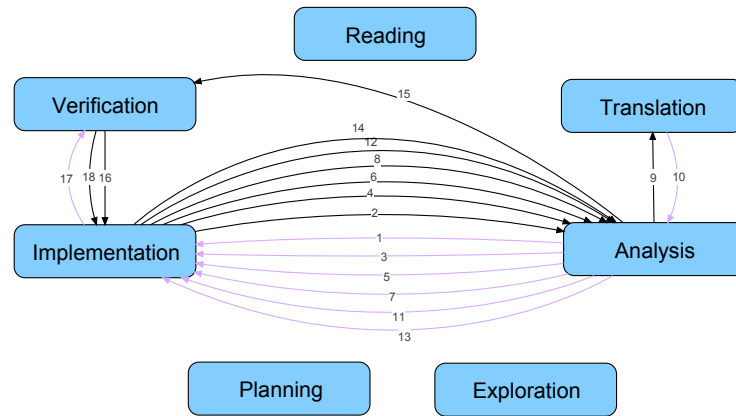 Reading
Verification
Translation
15
14
12
8
6
4
2
17
18
16
9
10
Implementation
Analysis
1
3
5
7
11
13
Planning
Exploration